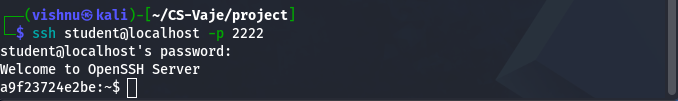 ┌──(vishnu㉿kali)-[~/CS-Vaje/project]
└─$ ssh student@localhost -p 2222
student@localhost's password:
Welcome to OpenSSH Server
a9f23724e2be:~$